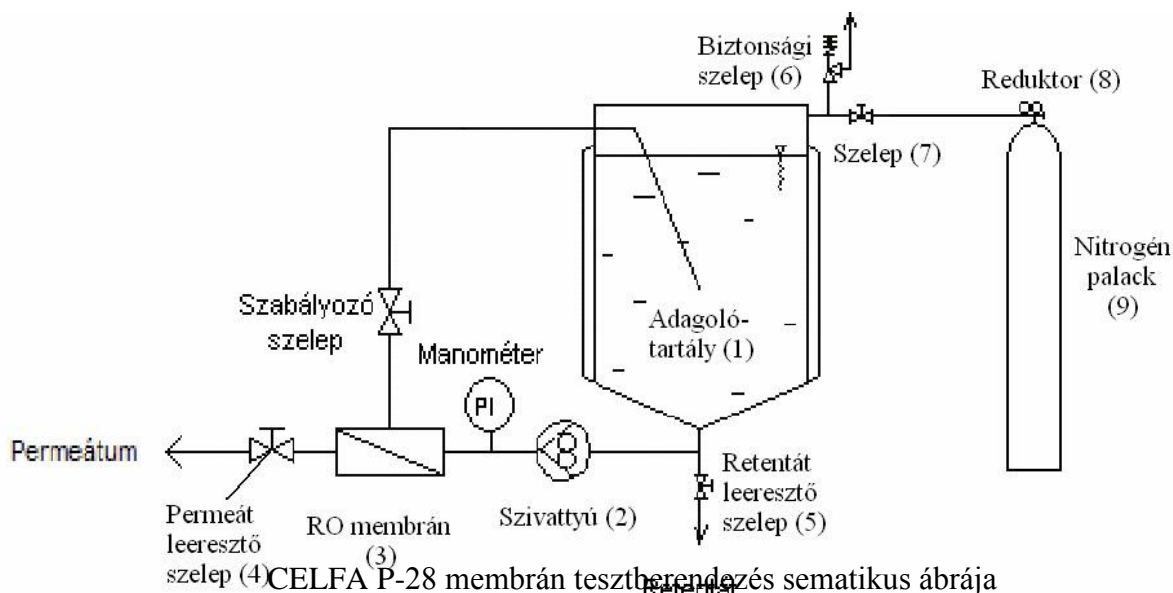 Biztonsági
szelep (6)
Reduktor (8)
Szelep (7)
Nitrogén
palack
(9)
Szabályozó
szelep
Adagoló-
tartály (1)
Manométer
PI
Permeátum
Retentát
leeresztő
szelep (5)
Permeát
leeresztő
szelep (4)
RO membrán
(3)
Szivattyú (2)
CELFA P-28 membrán tesztberendezés sematikus ábrája
Retentát